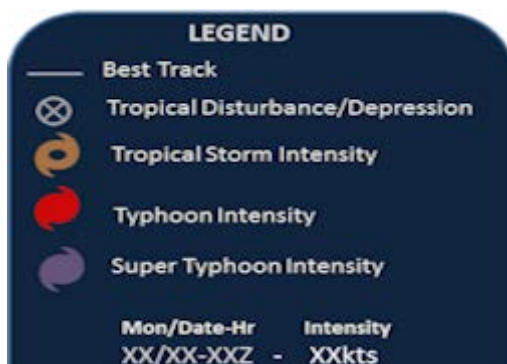 LEGEND
Best Track
Tropical Disturbance/Depression
Tropical Storm Intensity
Typhoon Intensity
Super Typhoon Intensity
Mon/Date-Hr Intensity
XX/XX-XXZ - XXkts